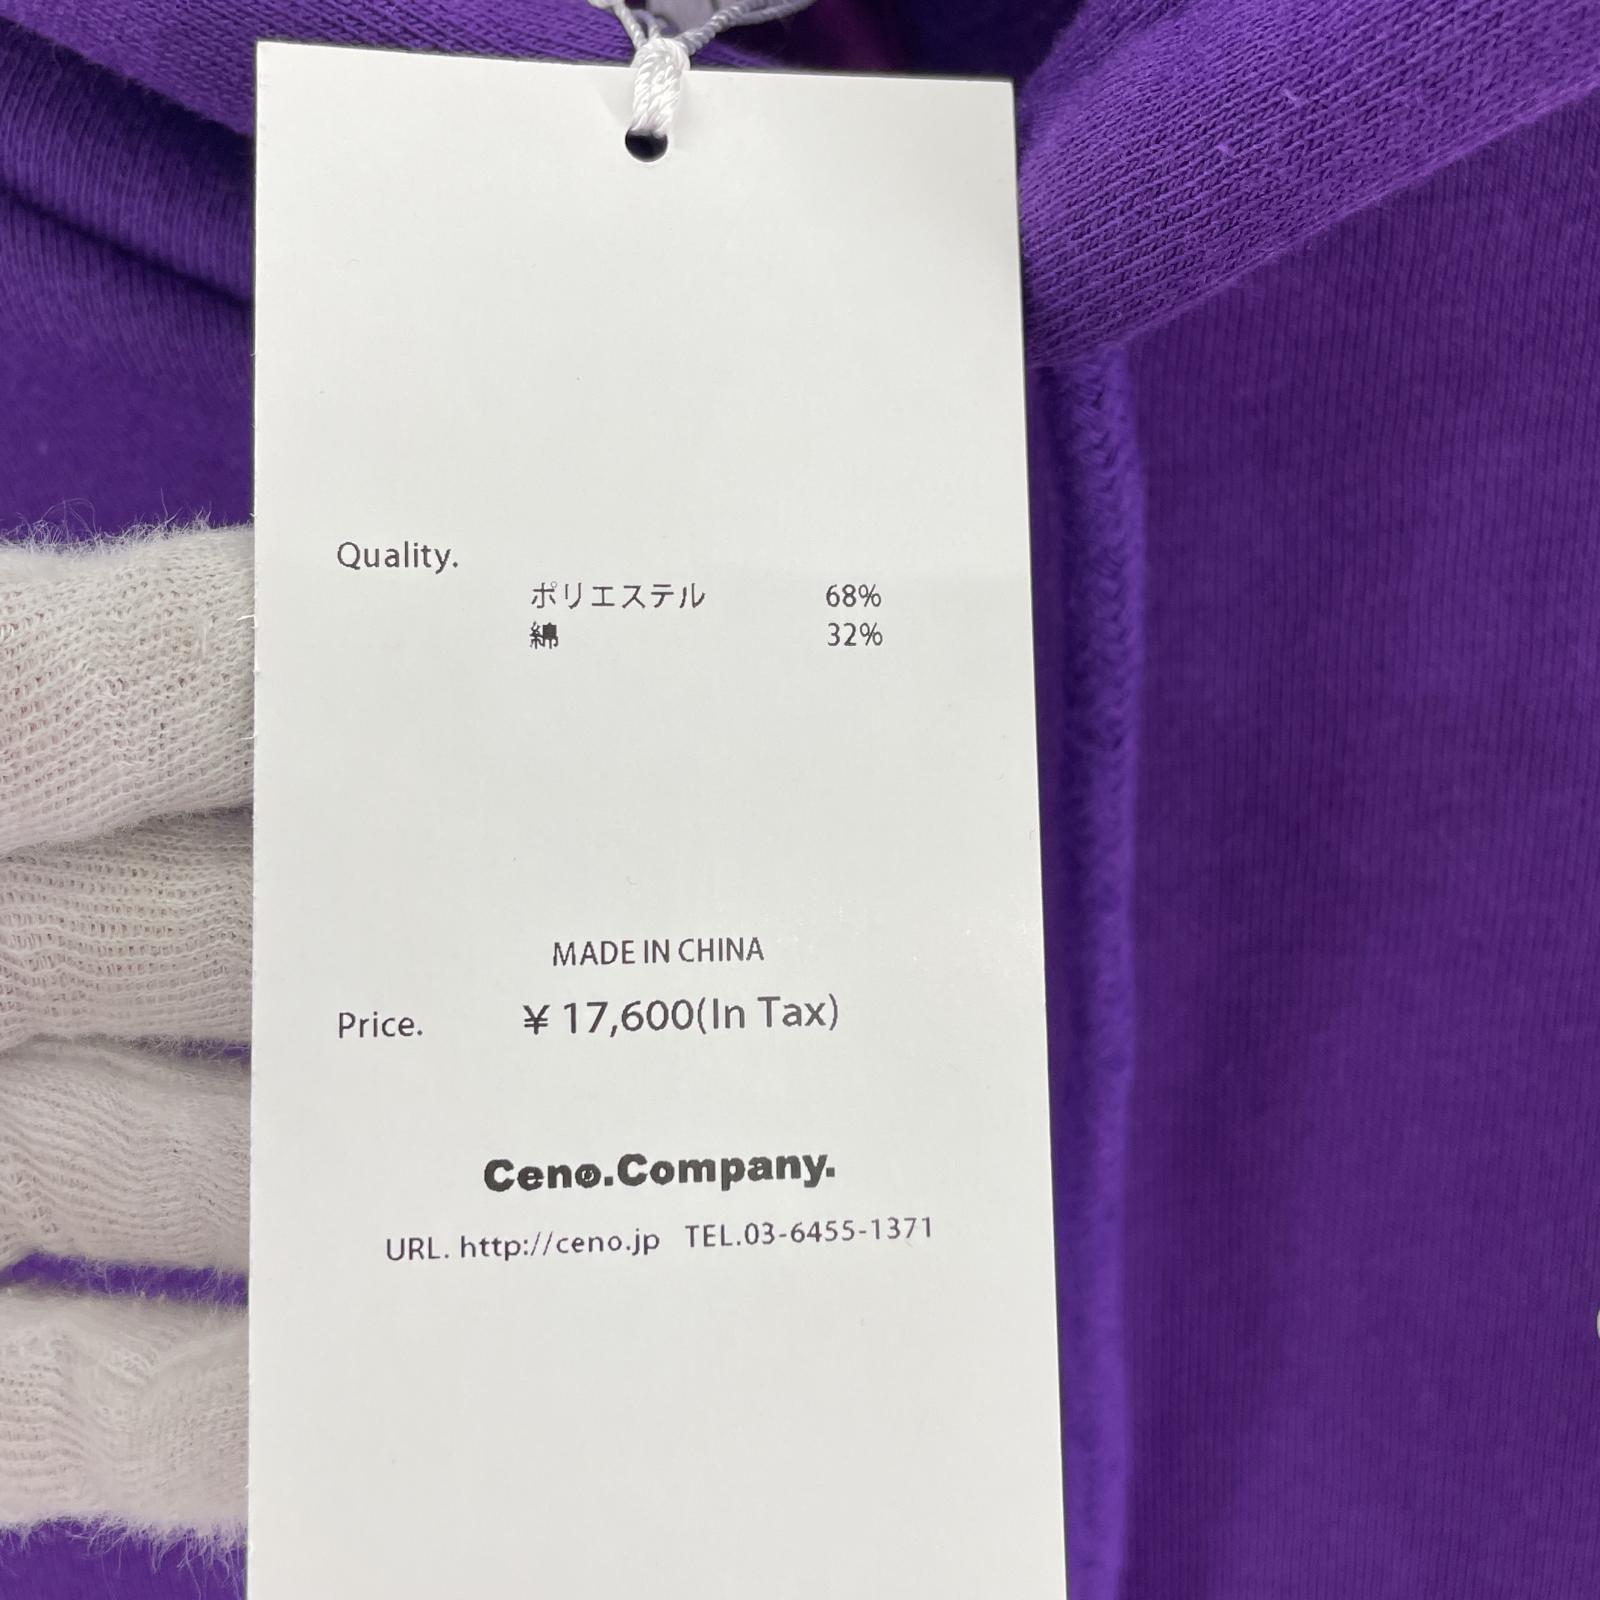 Quality.
ポリエステル 68%
綿 32%
MADE IN CHINA
Price. ¥ 17,600(In Tax)
Ceno.Company.
URL. http://ceno.jp TEL.03-6455-1371